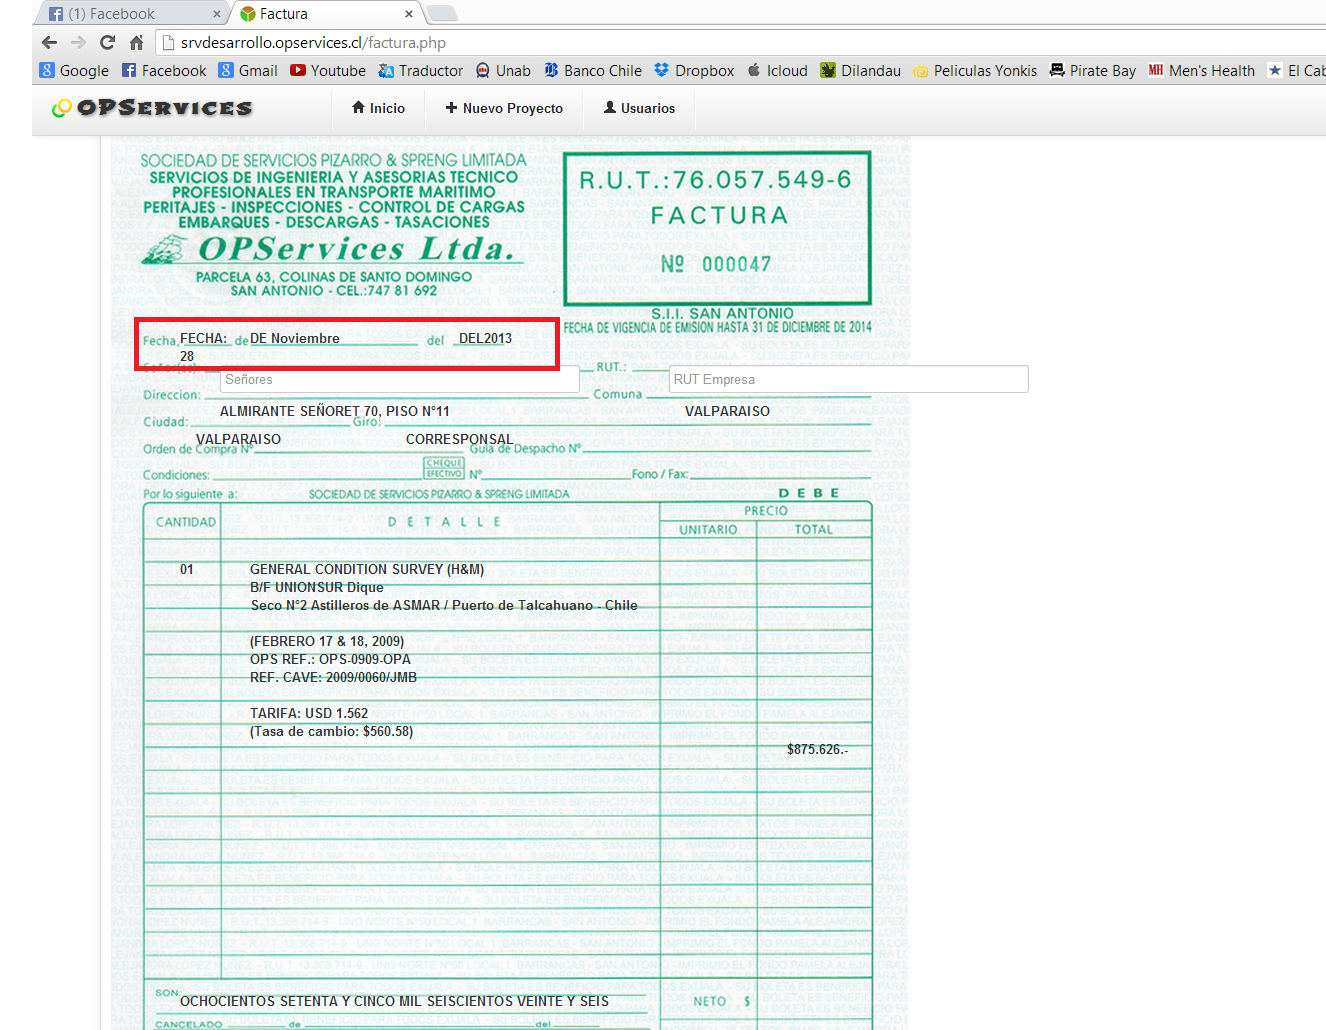 (1) Facebook
Factura
srvdesarrollo.opservices.cl/factura.php
Google Facebook Gmail Youtube Traductor Unab Banco Chile Dropbox Icloud Dilandau Peliculas Yonkis Pirate Bay MH Men's Health El Cab
OPServices Inicio Nuevo Proyecto Usuarios
SOCIEDAD DE SERVICIOS PIZARRO & SPRENG LIMITADA
SERVICIOS DE INGENIERIA Y ASESORIAS TECNICO
PROFESIONALES EN TRANSPORTE MARITIMO
PERITAJES - INSPECCIONES - CONTROL DE CARGAS
EMBARQUES - DESCARGAS - TASACIONES
OPServices Ltda.
PARCELA 63, COLINAS DE SANTO DOMINGO
SAN ANTONIO - CEL.:747 81 692
R.U.T.:76.057.549-6
FACTURA
Nº 000047
S.I.I. SAN ANTONIO
FECHA DE VIGENCIA DE EMISION HASTA 31 DE DICIEMBRE DE 2014
Fecha, FECHA: de DE Noviembre del DEL2013
28
Señor(es): RUT.:
Señores RUT Empresa
Direccion: Comuna
ALMIRANTE SEÑORET 70, PISO N°11 VALPARAISO
Ciudad: Giro:
VALPARAISO CORRESPONSAL
Orden de Compra Nº Guia de Despacho Nº
CHEQUE
EFECTIVO
Condiciones: Nº Fono / Fax:
Por lo siguiente a: SOCIEDAD DE SERVICIOS PIZARRO & SPRENG LIMITADA DEBE
CANTIDAD DETALLE PRECIO
UNITARIO TOTAL
01 GENERAL CONDITION SURVEY (H&M)
B/F UNIONSUR Dique
Seco N°2 Astilleros de ASMAR / Puerto de Talcahuano - Chile
(FEBRERO 17 & 18, 2009)
OPS REF.: OPS-0909-OPA
REF. CAVE: 2009/0060/JMB
TARIFA: USD 1.562
(Tasa de cambio: $560.58)
$875.626.-
SON:
OCHOCIENTOS SETENTA Y CINCO MIL SEISCIENTOS VEINTE Y SEIS
NETO $
CANCELADO de del